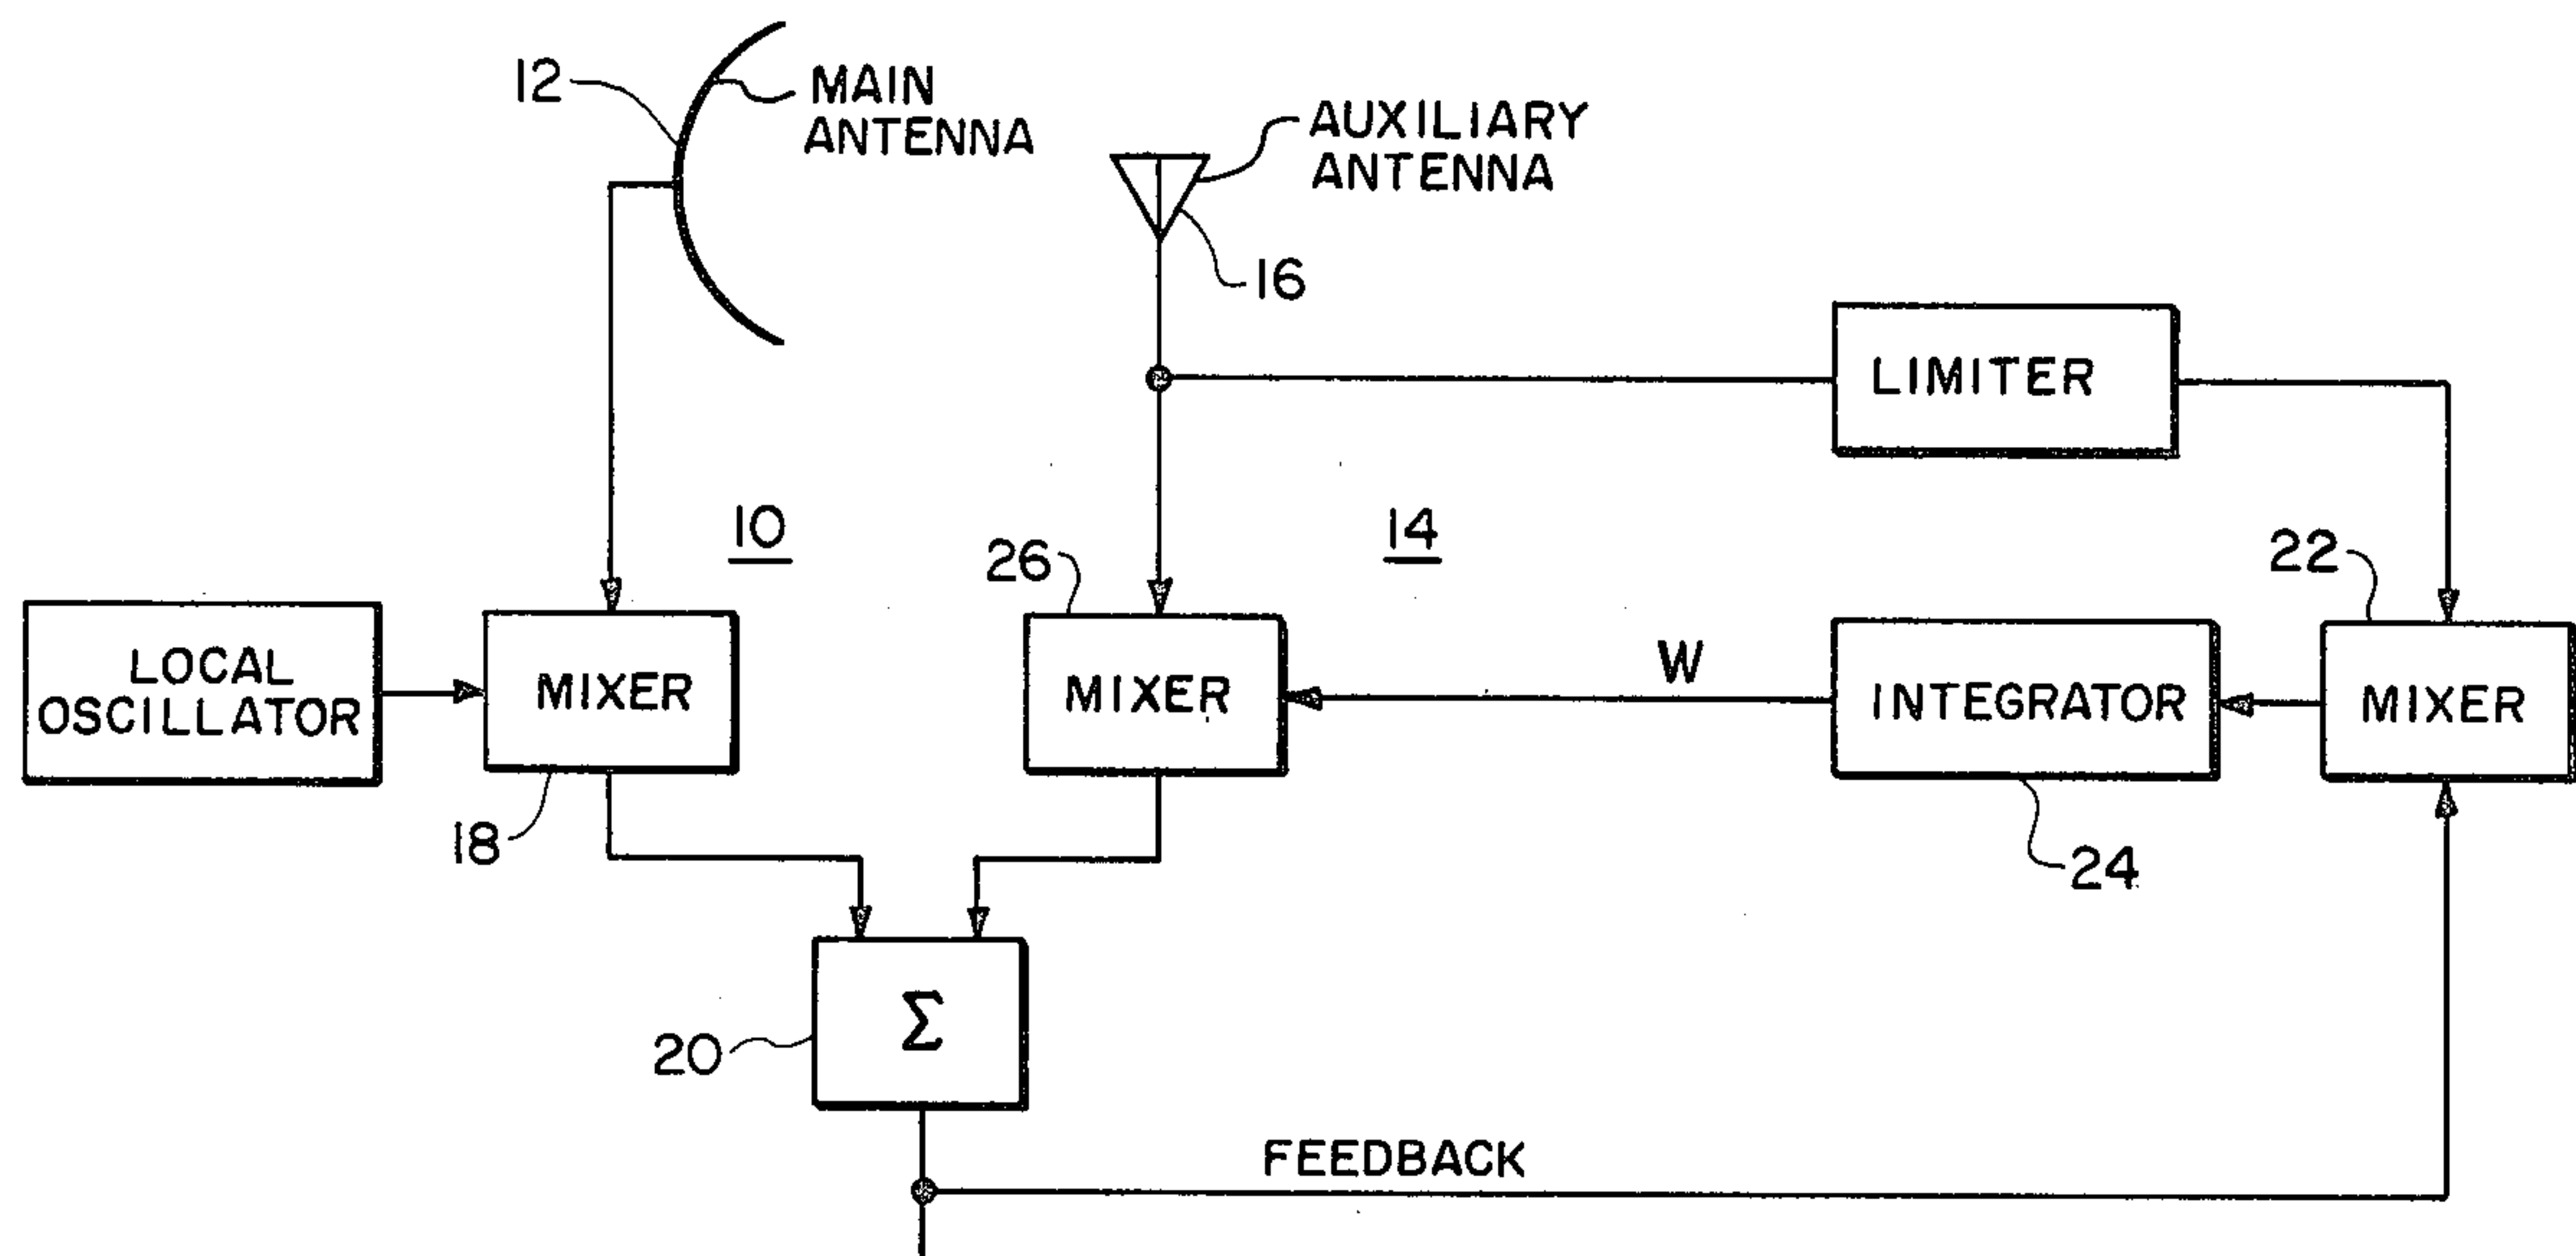 12
MAIN
ANTENNA
AUXILIARY
ANTENNA
16
LIMITER
10
14
26
22
LOCAL
OSCILLATOR
MIXER
MIXER
W
INTEGRATOR
MIXER
18
24
Σ
20
FEEDBACK